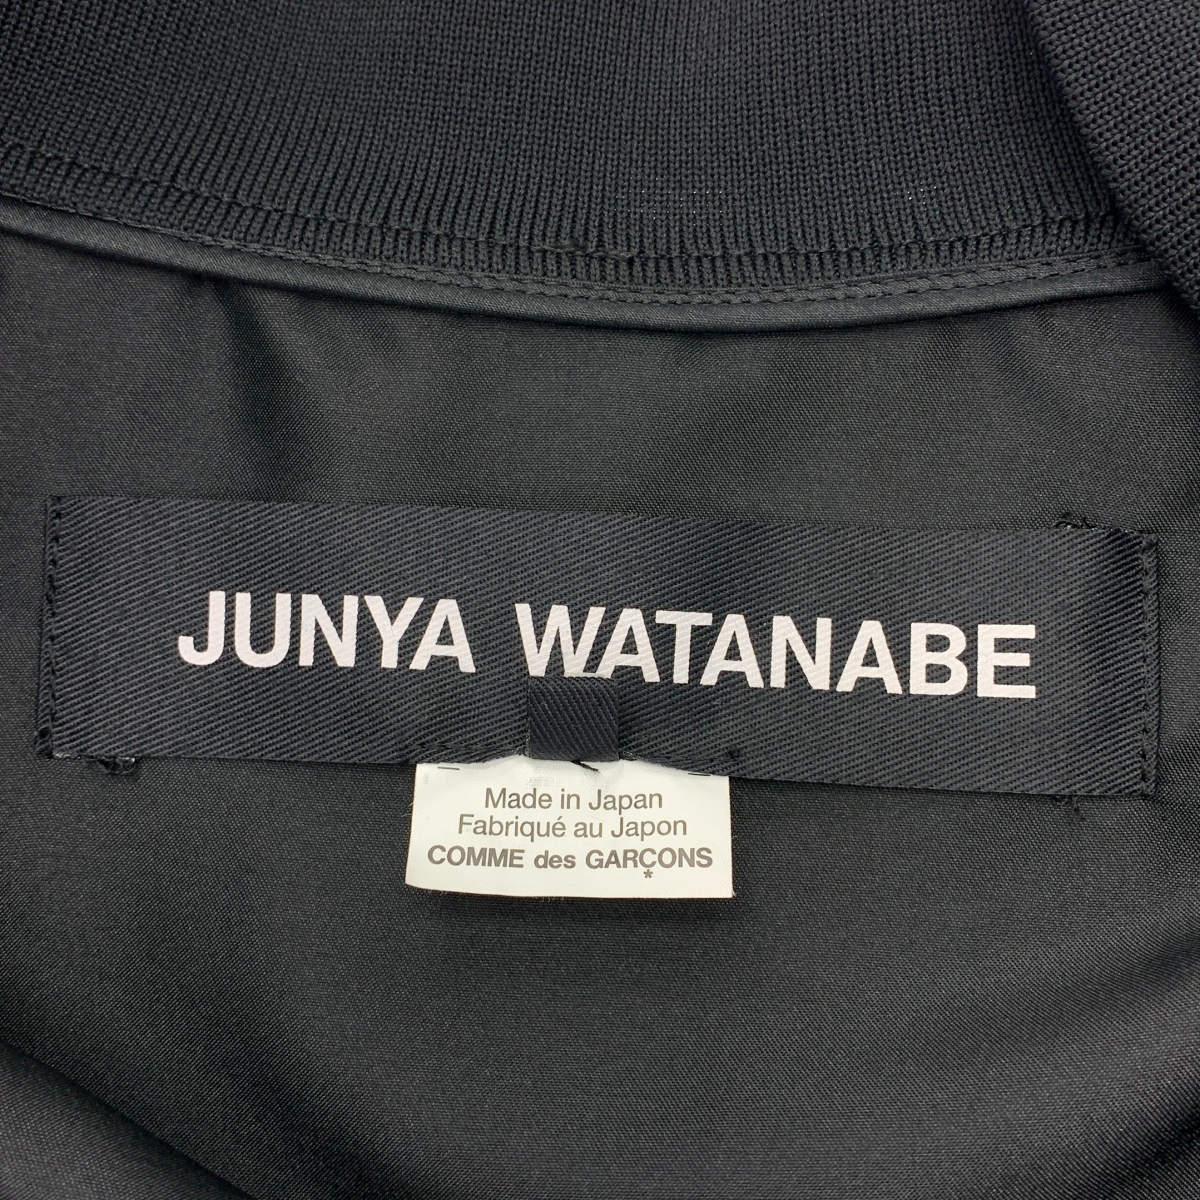 JUNYA WATANABE
Made in Japan
Fabriqué au Japon
COMME des GARÇONS
*